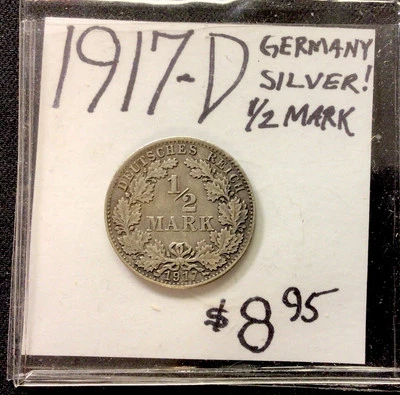 1917-D
GERMANY
SILVER!
1/2 MARK
DEUTSCHES REICH
1/2
MARK
1917
$8.95